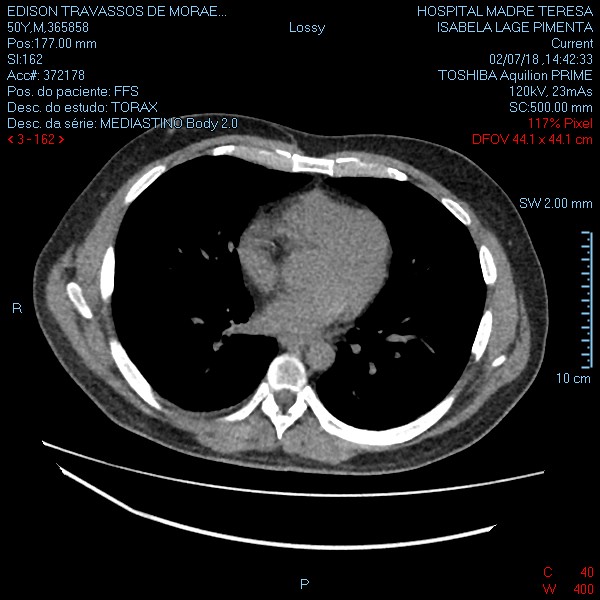 EDISON TRAVASSOS DE MORAE...
50Y,M,365858
Pos:177.00 mm
SI:162
Acc#: 372178
Pos. do paciente: FFS
Desc. do estudo: TORAX
Desc. da série: MEDIASTINO Body 2.0
< 3 - 162 >
Lossy
HOSPITAL MADRE TERESA
ISABELA LAGE PIMENTA
Current
02/07/18 ,14:42:33
TOSHIBA Aquilion PRIME
120kV, 23mAs
SC:500.00 mm
117% Pixel
DFOV 44.1 x 44.1 cm
SW 2.00 mm
R
10 cm
P
C 40
W 400